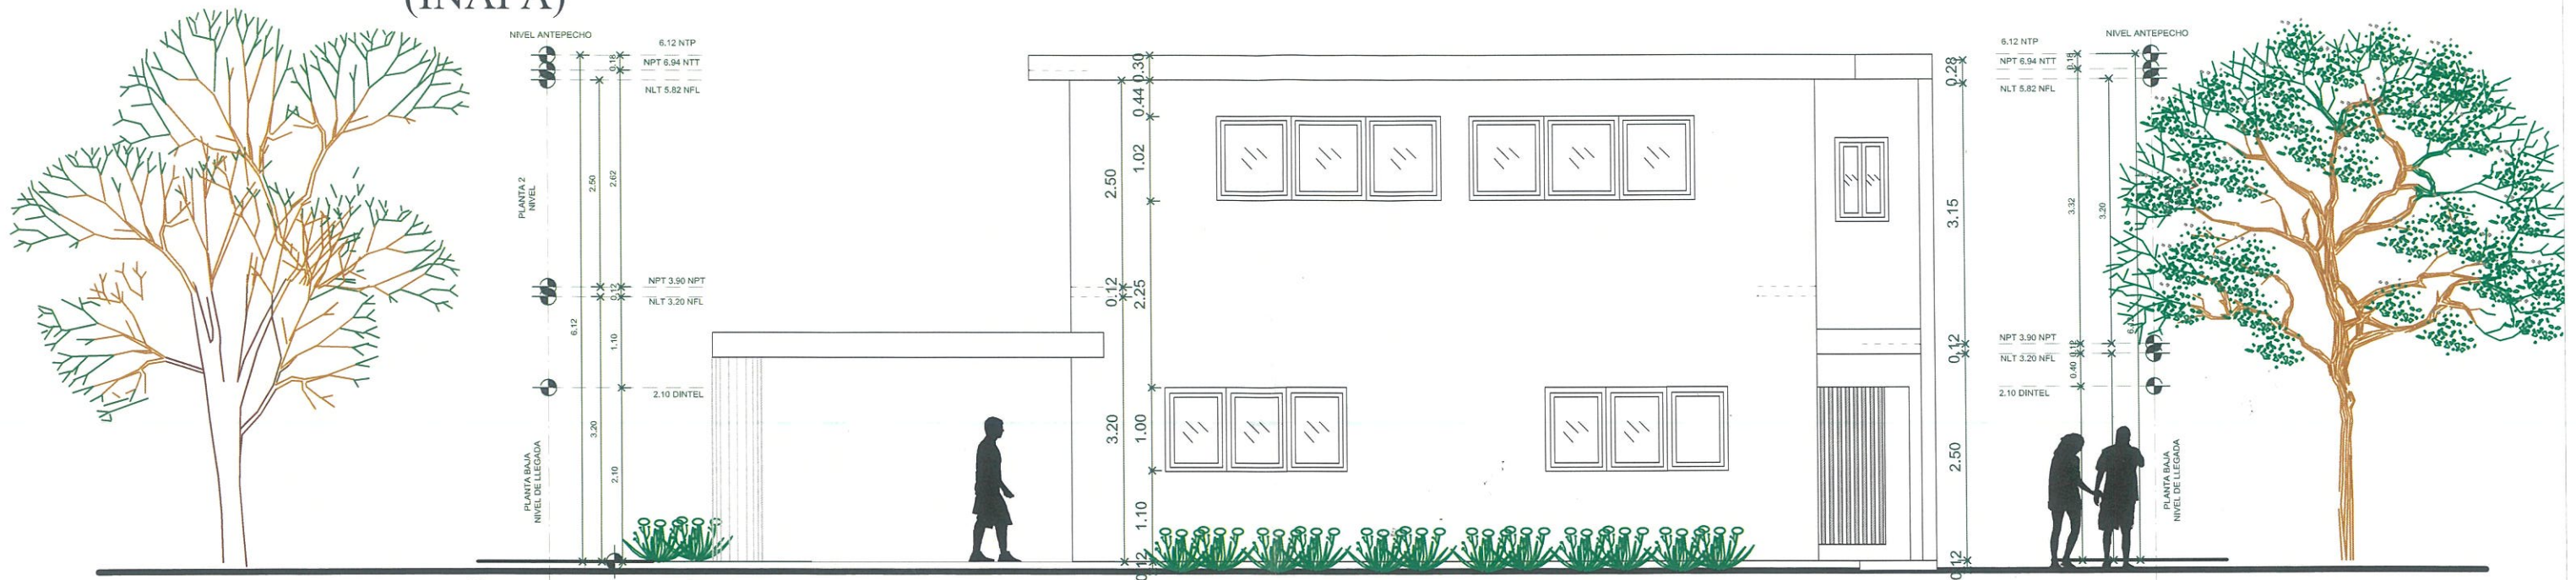 (INAPA)
NIVEL ANTEPECHO
6.12 NTP
NPT 6.94 NTT
NLT 5.82 NFL
0.18
2.50
2.62
PLANTA 2
NIVEL
NPT 3.90 NPT
0.12
NLT 3.20 NFL
6.12
1.10
2.10 DINTEL
3.20
2.10
PLANTA BAJA
NIVEL DE LLEGADA
0.30
0.44
1.02
2.50
0.12
2.25
3.20
1.00
1.10
0.12
0.28
3.15
0.12
2.50
0.12
NIVEL ANTEPECHO
6.12 NTP
NPT 6.94 NTT
NLT 5.82 NFL
0.18
3.32
3.20
NPT 3.90 NPT
0.12
NLT 3.20 NFL
0.40
2.10 DINTEL
PLANTA BAJA
NIVEL DE LLEGADA